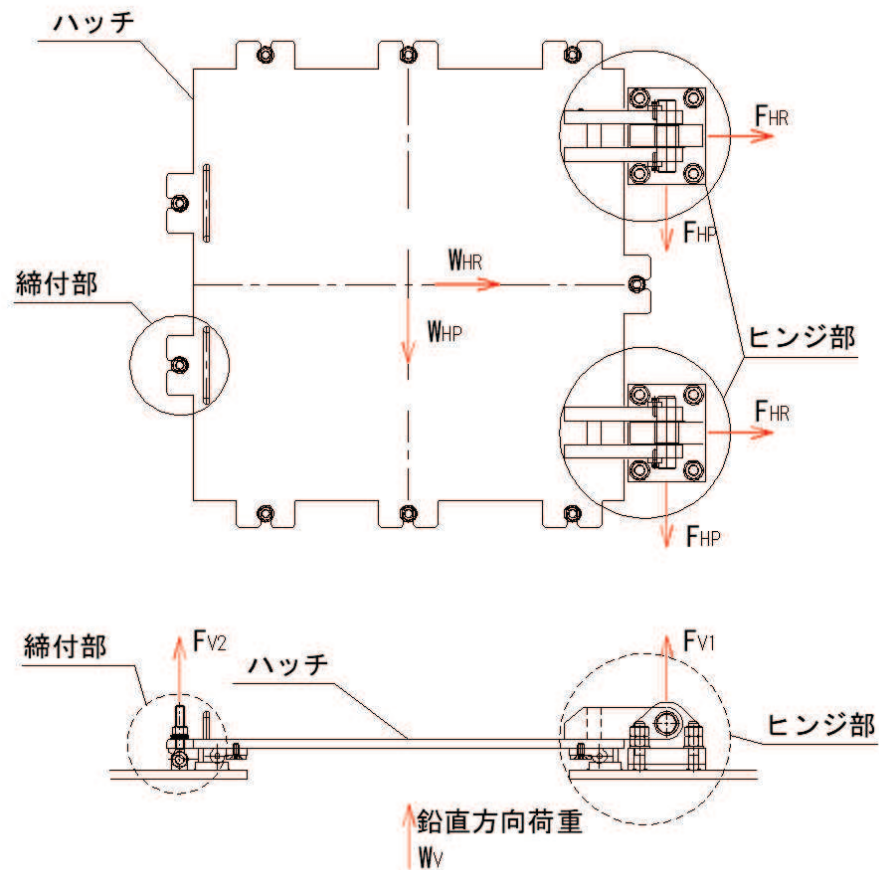 ハッチ
FHR
FHP
WHR
締付部
WHP
ヒンジ部
FHR
FHP
締付部
FV2
ハッチ
FV1
ヒンジ部
鉛直方向荷重
WV